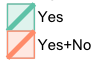 Yes
Yes+No